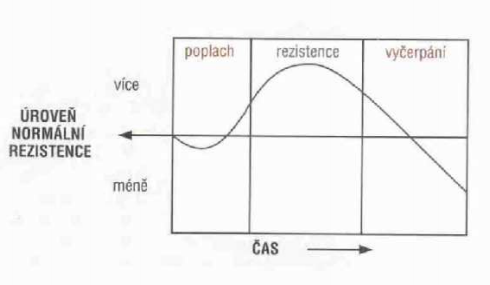 poplach
rezistence
vyčerpání
více
ÚROVEŇ
NORMÁLNÍ
REZISTENCE
méně
ČAS